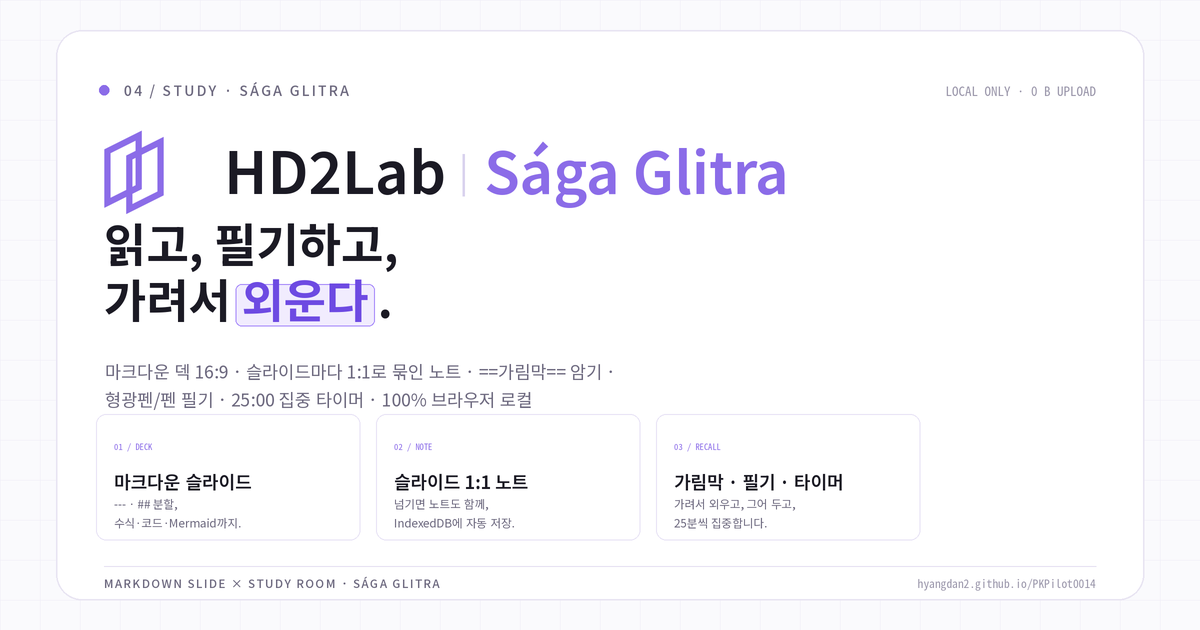 04 / STUDY · SÁGA GLITRA
LOCAL ONLY · 0 B UPLOAD
HD2Lab | Sága Glitra
읽고, 필기하고,
가려서 외운다.
마크다운 덱 16:9 · 슬라이드마다 1:1로 묶인 노트 · ==가림막== 암기 ·
형광펜/펜 필기 · 25:00 집중 타이머 · 100% 브라우저 로컬
01 / DECK
마크다운 슬라이드
--- · ## 분할,
수식·코드·Mermaid까지.
02 / NOTE
슬라이드 1:1 노트
넘기면 노트도 함께,
IndexedDB에 자동 저장.
03 / RECALL
가림막 · 필기 · 타이머
가려서 외우고, 그어 두고,
25분씩 집중합니다.
MARKDOWN SLIDE × STUDY ROOM · SÁGA GLITRA
hyangdan2.github.io/PKPilot0014